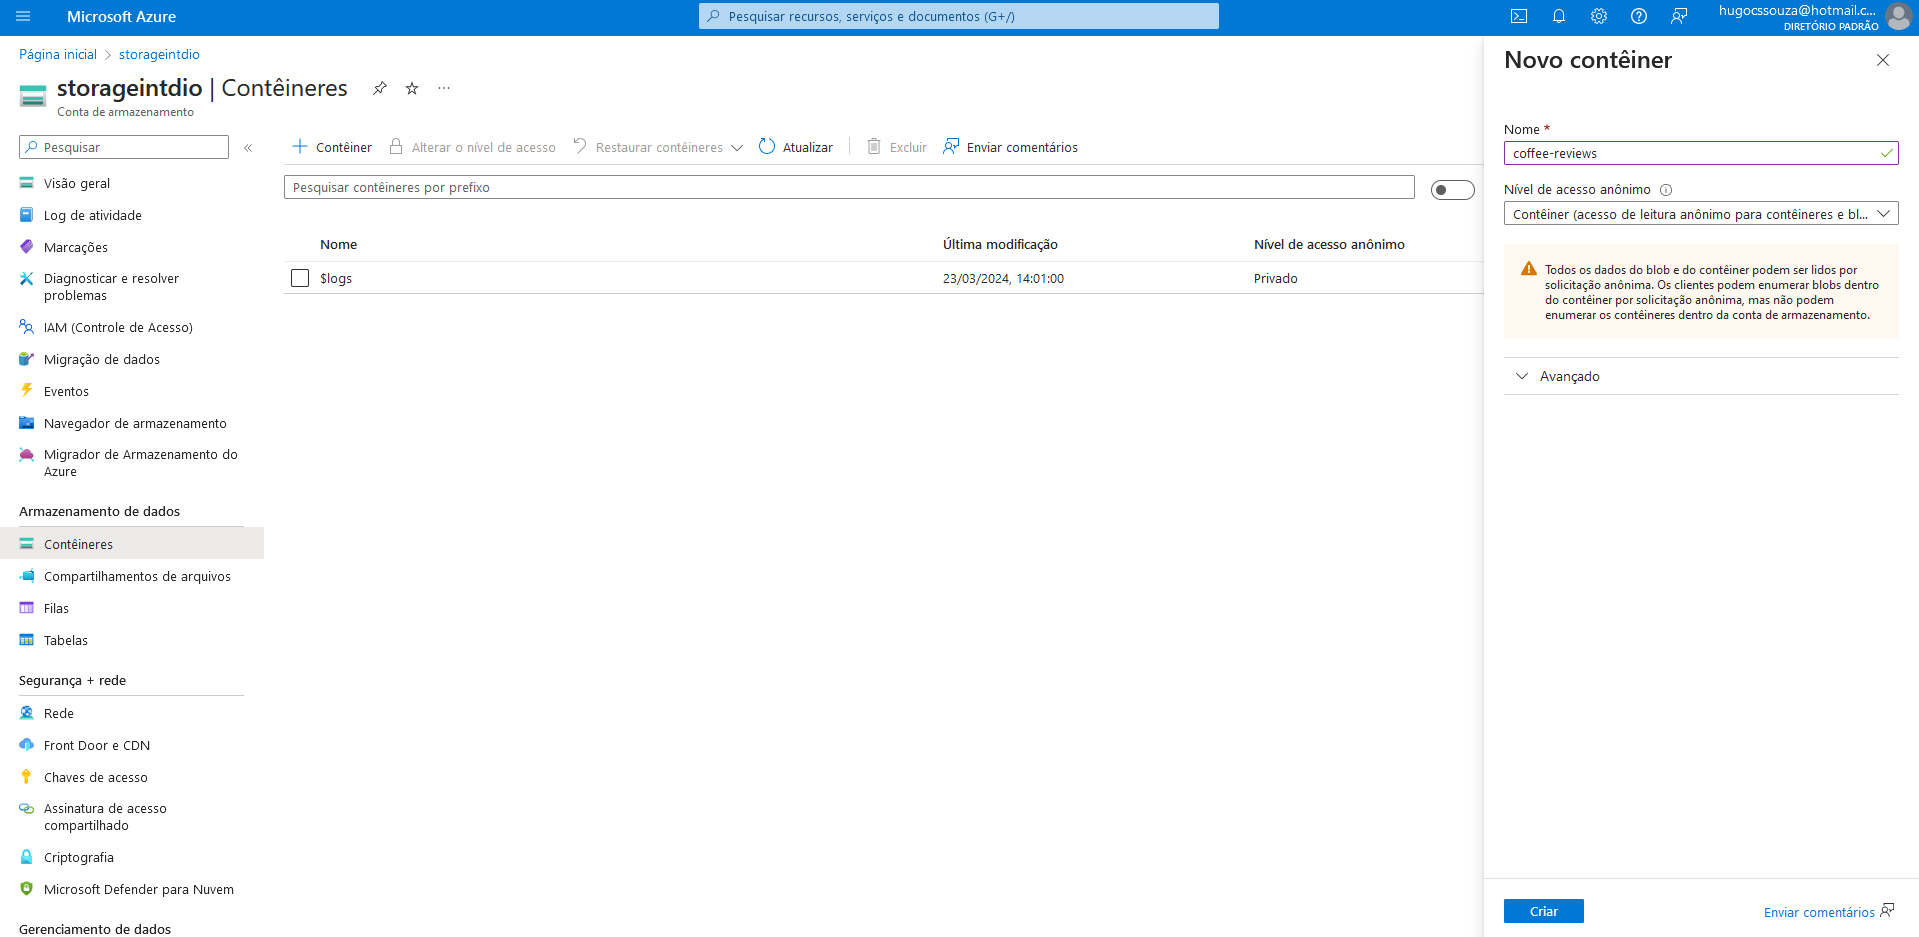 Microsoft Azure
Pesquisar recursos, serviços e documentos (G+/)
hugocssouza@hotmail.c...
DIRETÓRIO PADRÃO
Página inicial > storageintdio
storageintdio | Contêineres
Conta de armazenamento
Pesquisar
Visão geral
Log de atividade
Marcações
Diagnosticar e resolver
problemas
IAM (Controle de Acesso)
Migração de dados
Eventos
Navegador de armazenamento
Migrador de Armazenamento do
Azure
Armazenamento de dados
Contêineres
Compartilhamentos de arquivos
Filas
Tabelas
Segurança + rede
Rede
Front Door e CDN
Chaves de acesso
Assinatura de acesso
compartilhado
Criptografia
Microsoft Defender para Nuvem
Gerenciamento de dados
Contêiner Alterar o nível de acesso Restaurar contêineres Atualizar Excluir Enviar comentários
Pesquisar contêineres por prefixo
Nome Última modificação Nível de acesso anônimo
$logs 23/03/2024, 14:01:00 Privado
Novo contêiner
Nome *
coffee-reviews
Nível de acesso anônimo
Contêiner (acesso de leitura anônimo para contêineres e bl...
Todos os dados do blob e do contêiner podem ser lidos por
solicitação anônima. Os clientes podem enumerar blobs dentro
do contêiner por solicitação anônima, mas não podem
enumerar os contêineres dentro da conta de armazenamento.
Avançado
Criar
Enviar comentários